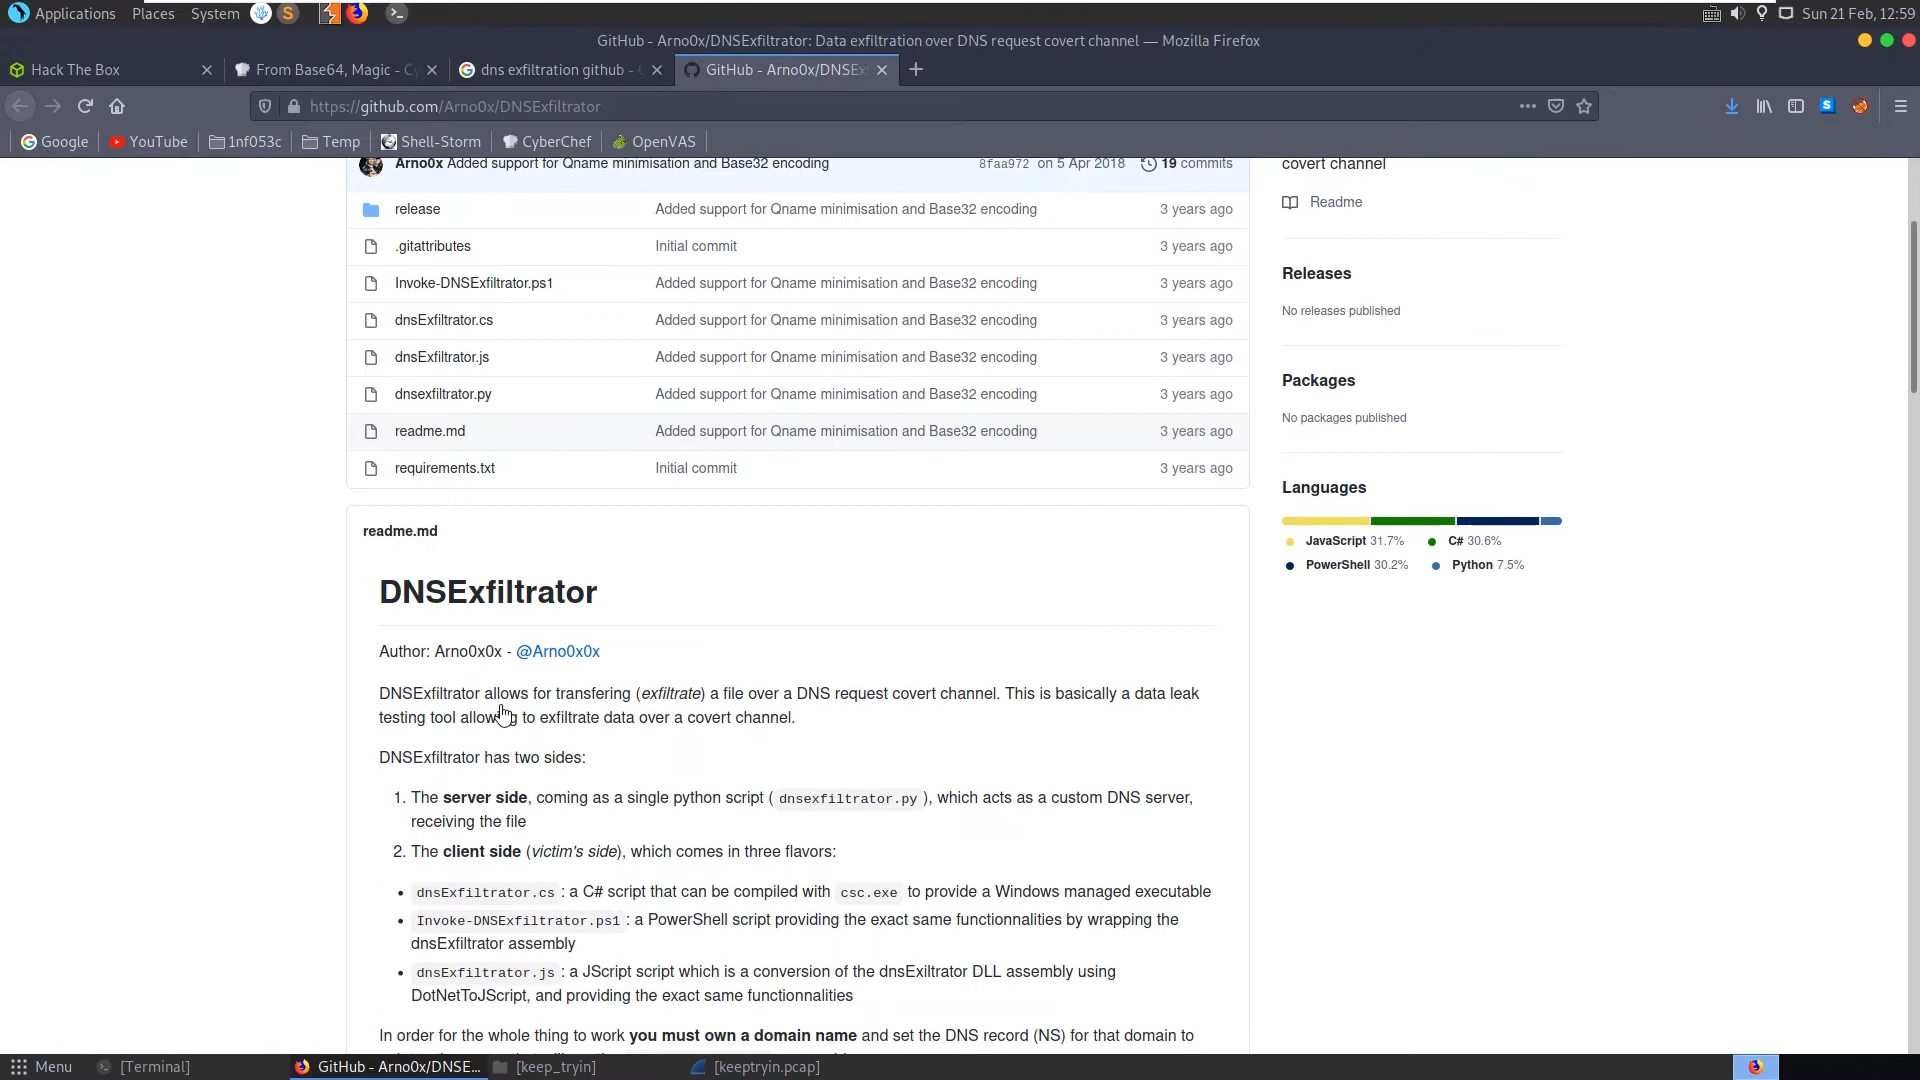 Applications Places System Sun 21 Feb, 12:59
GitHub - Arno0x/DNSExfiltrator: Data exfiltration over DNS request covert channel — Mozilla Firefox
Hack The Box From Base64, Magic - Cy dns exfiltration github - GitHub - Arno0x/DNSEx
https://github.com/Arno0x/DNSExfiltrator
Google YouTube 1nf053c Temp Shell-Storm CyberChef OpenVAS
Arno0x Added support for Qname minimisation and Base32 encoding 8faa972 on 5 Apr 2018 19 commits
covert channel
release Added support for Qname minimisation and Base32 encoding 3 years ago
Readme
.gitattributes Initial commit 3 years ago
Releases
Invoke-DNSExfiltrator.ps1 Added support for Qname minimisation and Base32 encoding 3 years ago
No releases published
dnsExfiltrator.cs Added support for Qname minimisation and Base32 encoding 3 years ago
dnsExfiltrator.js Added support for Qname minimisation and Base32 encoding 3 years ago
Packages
dnsexfiltrator.py Added support for Qname minimisation and Base32 encoding 3 years ago
No packages published
readme.md Added support for Qname minimisation and Base32 encoding 3 years ago
requirements.txt Initial commit 3 years ago
Languages
JavaScript 31.7% C# 30.6%
PowerShell 30.2% Python 7.5%
readme.md
DNSExfiltrator
Author: Arno0x0x - @Arno0x0x
DNSExfiltrator allows for transfering (exfiltrate) a file over a DNS request covert channel. This is basically a data leak
testing tool allowing to exfiltrate data over a covert channel.
DNSExfiltrator has two sides:
1. The server side, coming as a single python script ( dnsexfiltrator.py ), which acts as a custom DNS server,
receiving the file
2. The client side (victim's side), which comes in three flavors:
• dnsExfiltrator.cs : a C# script that can be compiled with csc.exe to provide a Windows managed executable
• Invoke-DNSExfiltrator.ps1 : a PowerShell script providing the exact same functionnalities by wrapping the
dnsExfiltrator assembly
• dnsExfiltrator.js : a JScript script which is a conversion of the dnsExiltrator DLL assembly using
DotNetToJScript, and providing the exact same functionnalities
In order for the whole thing to work you must own a domain name and set the DNS record (NS) for that domain to
Menu [Terminal] GitHub - Arno0x/DNSE... [keep_tryin] [keeptryin.pcap]